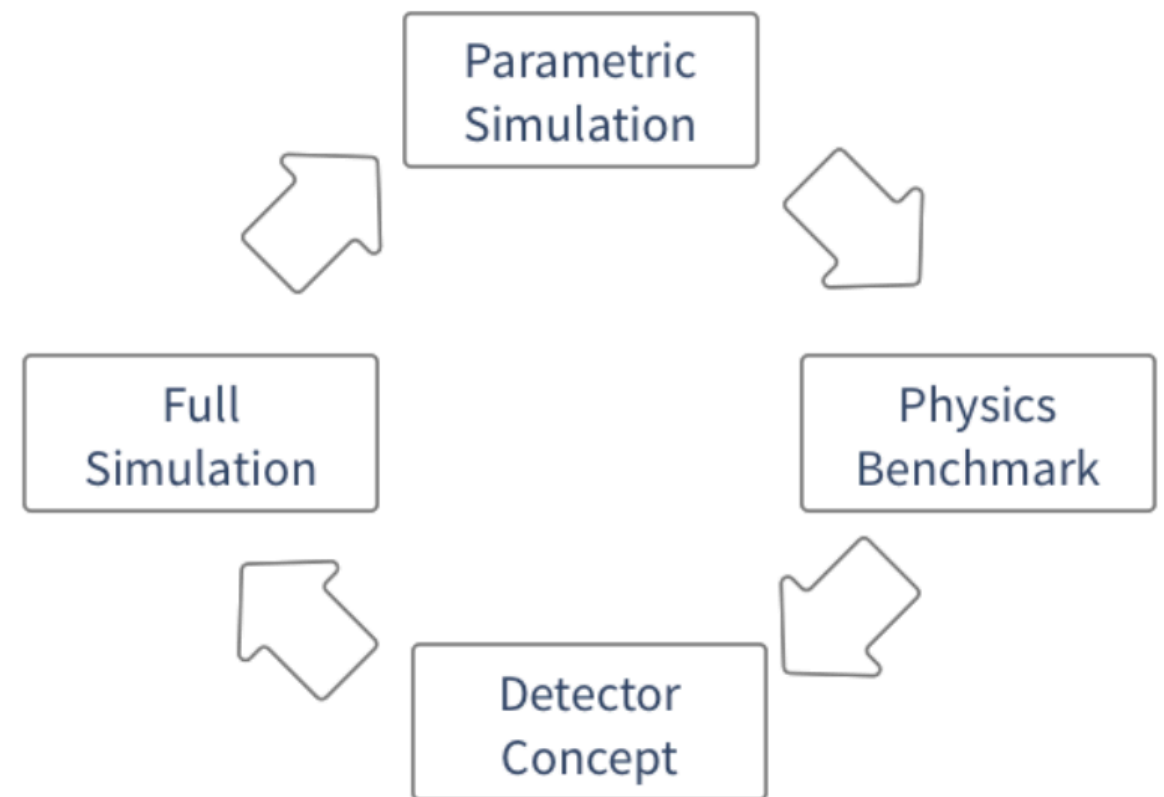 Parametric
Simulation
Full
Simulation
Physics
Benchmark
Detector
Concept